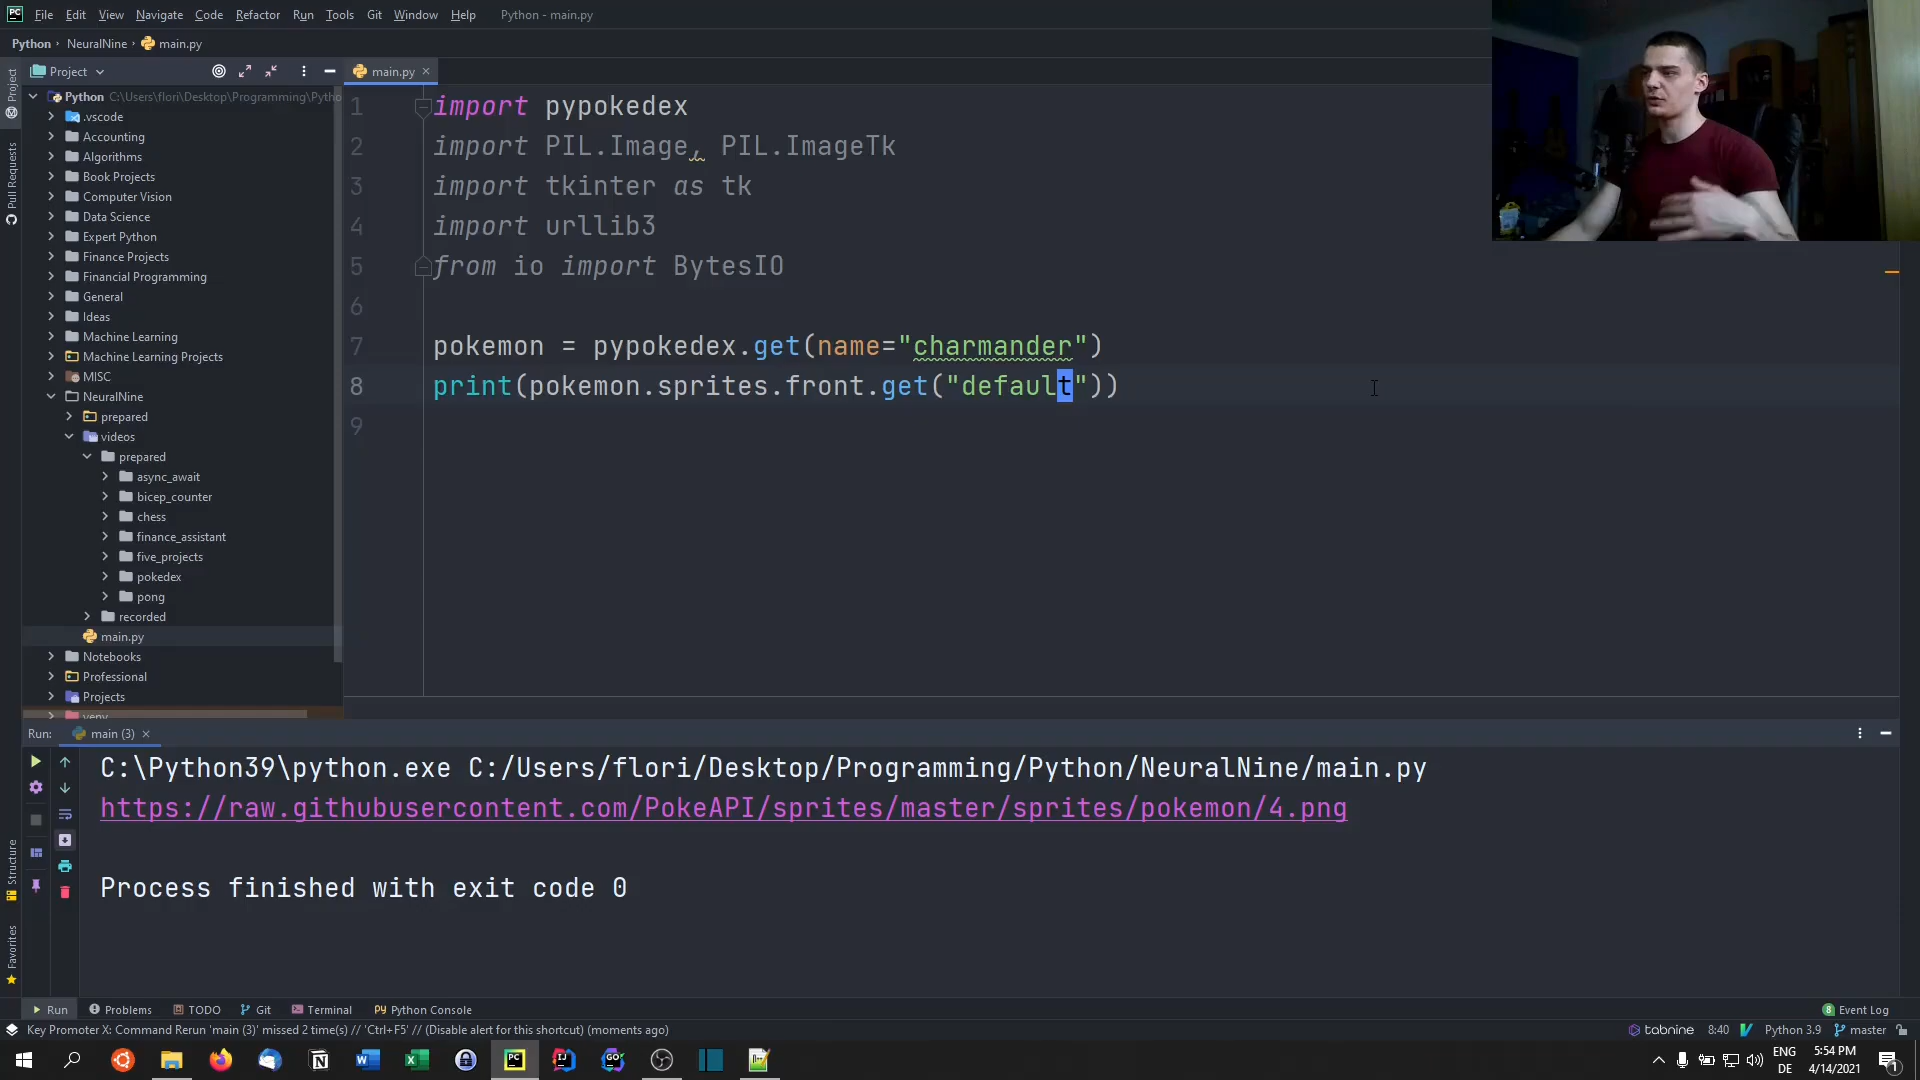 File Edit View Navigate Code Refactor Run Tools Git Window Help Python - main.py
Python NeuralNine main.py
Project
main.py
Python C:\Users\flori\Desktop\Programming\Pytho
.vscode
Accounting
Algorithms
Book Projects
Computer Vision
Data Science
Expert Python
Finance Projects
Financial Programming
General
Ideas
Machine Learning
Machine Learning Projects
MISC
NeuralNine
prepared
videos
prepared
async_await
bicep_counter
chess
finance_assistant
five_projects
pokedex
pong
recorded
main.py
Notebooks
Professional
Projects
venv
Project
Pull Requests
Structure
Favorites
1 import pypokedex
2 import PIL.Image, PIL.ImageTk
3 import tkinter as tk
4 import urllib3
5 from io import BytesIO
6
7 pokemon = pypokedex.get(name="charmander")
8 print(pokemon.sprites.front.get("default"))
9
Run: main (3)
C:\Python39\python.exe C:/Users/flori/Desktop/Programming/Python/NeuralNine/main.py
https://raw.githubusercontent.com/PokeAPI/sprites/master/sprites/pokemon/4.png
Process finished with exit code 0
Run Problems TODO Git Terminal Python Console 8 Event Log
Key Promoter X: Command Rerun 'main (3)' missed 2 time(s) // 'Ctrl+F5' // (Disable alert for this shortcut) (moments ago) tabnine 8:40 Python 3.9 master
ENG 5:54 PM
DE 4/14/2021